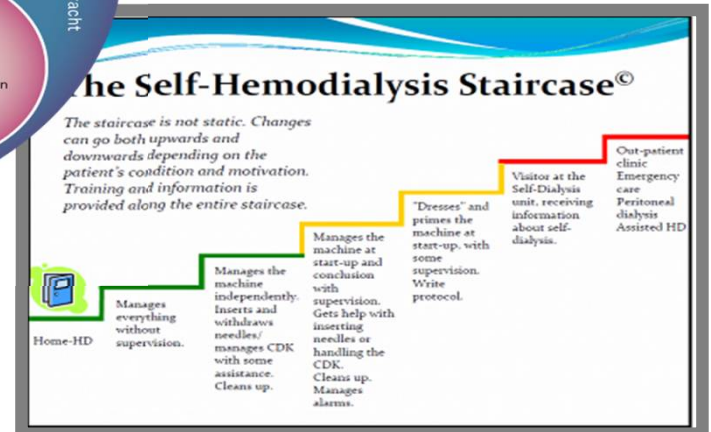 acht
n
The Self-Hemodialysis Staircase©
The staircase is not static. Changes
can go both upwards and
downwards depending on the
patient's condition and motivation.
Training and information is
provided along the entire staircase.
Home-HD
Manages
everything
without
supervision.
Manages the
machine
independently.
Inserts and
withdraws
needles/
manages CDK
with some
assistance.
Cleans up.
Manages the
machine at
start-up and
conclusion
with
supervision.
Gets help with
inserting
needles or
handling the
CDK.
Cleans up.
Manages
alarms.
"Dresses" and
primes the
machine at
start-up, with
some
supervision.
Write
protocol.
Visitor at the
Self-Dialysis
unit, receiving
information
about self-
dialysis.
Out-patient
clinic
Emergency
care
Peritoneal
dialysis
Assisted HD